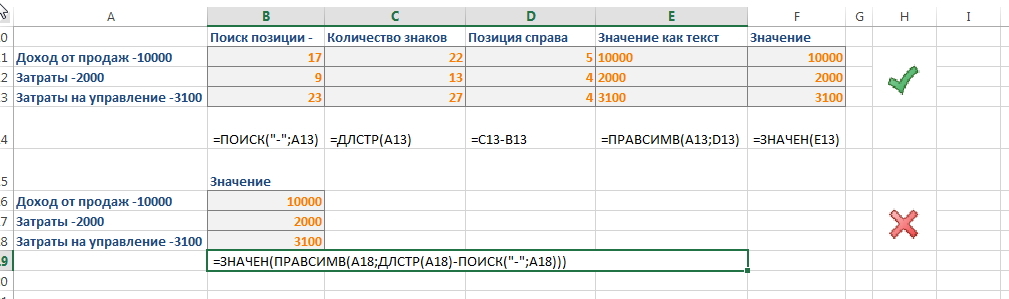 A B C D E F G H I
0 Поиск позиции - Количество знаков Позиция справа Значение как текст Значение
1 Доход от продаж -10000 17 22 5 10000 10000
2 Затраты -2000 9 13 4 2000 2000
3 Затраты на управление -3100 23 27 4 3100 3100
4 =ПОИСК("-";A13) =ДЛСТР(A13) =C13-B13 =ПРАВСИМВ(A13;D13) =ЗНАЧЕН(E13)
5 Значение
6 Доход от продаж -10000 10000
7 Затраты -2000 2000
8 Затраты на управление -3100 3100
9 =ЗНАЧЕН(ПРАВСИМВ(A18;ДЛСТР(A18)-ПОИСК("-";A18)))
0